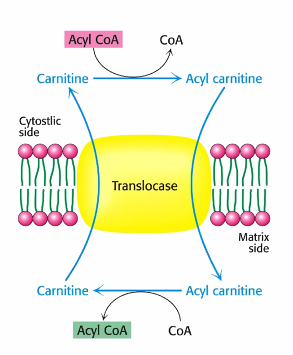 Acyl CoA CoA
Carnitine Acyl carnitine
Cytostlic
side
Translocase
Matrix
side
Carnitine Acyl carnitine
Acyl CoA CoA